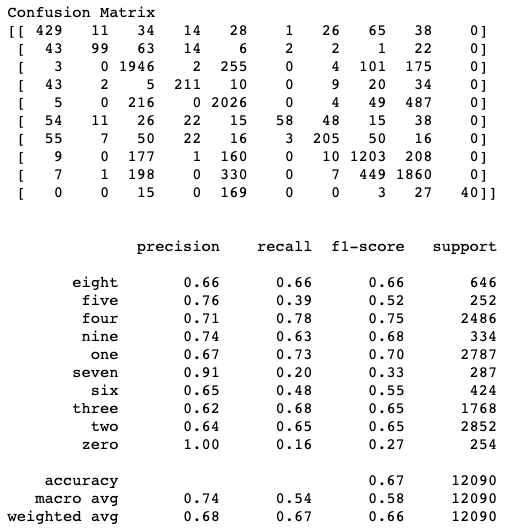 Confusion Matrix
[[ 429 11 34 14 28 1 26 65 38 0]
[ 43 99 63 14 6 2 2 1 22 0]
[ 3 0 1946 2 255 0 4 101 175 0]
[ 43 2 5 211 10 0 9 20 34 0]
[ 5 0 216 0 2026 0 4 49 487 0]
[ 54 11 26 22 15 58 48 15 38 0]
[ 55 7 50 22 16 3 205 50 16 0]
[ 9 0 177 1 160 0 10 1203 208 0]
[ 7 1 198 0 330 0 7 449 1860 0]
[ 0 0 15 0 169 0 0 3 27 40]]
precision recall f1-score support
eight 0.66 0.66 0.66 646
five 0.76 0.39 0.52 252
four 0.71 0.78 0.75 2486
nine 0.74 0.63 0.68 334
one 0.67 0.73 0.70 2787
seven 0.91 0.20 0.33 287
six 0.65 0.48 0.55 424
three 0.62 0.68 0.65 1768
two 0.64 0.65 0.65 2852
zero 1.00 0.16 0.27 254
accuracy 0.67 12090
macro avg 0.74 0.54 0.58 12090
weighted avg 0.68 0.67 0.66 12090